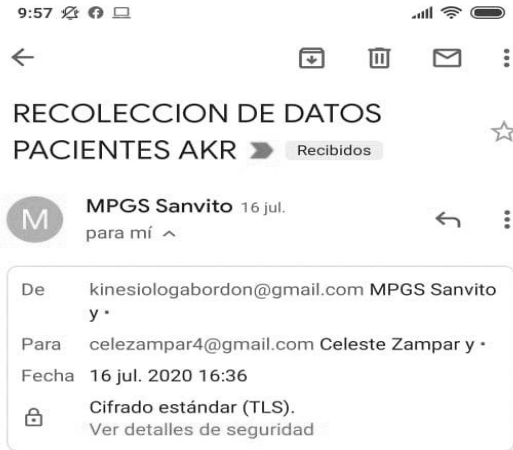 9:57
RECOLECCION DE DATOS
PACIENTES AKR Recibidos
M MPGS Sanvito 16 jul.
para mí
De kinesiologabordon@gmail.com MPGS Sanvito
y •
Para celezampar4@gmail.com Celeste Zampar y •
Fecha 16 jul. 2020 16:36
Cifrado estándar (TLS).
Ver detalles de seguridad